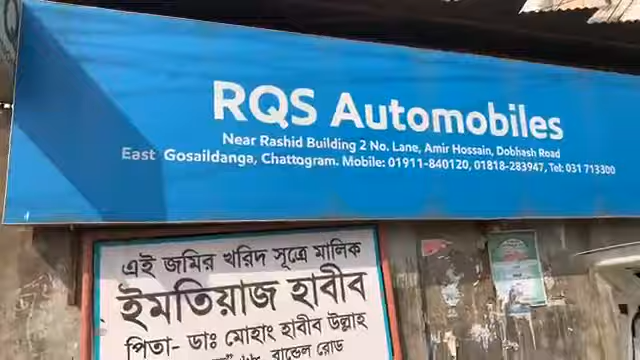 RQS Automobiles
Near Rashid Building 2 No. Lane, Amir Hossain, Dobhash Road
East Gosaildanga, Chattogram. Mobile: 01911-840120, 01818-283947, Tel: 031 713300
এই জমির খরিদ সূত্রে মালিক
ইমতিয়াজ হাবীব
পিতা- ডাঃ মোহাং হাবীব উল্লাহ
বান্ডেল রোড